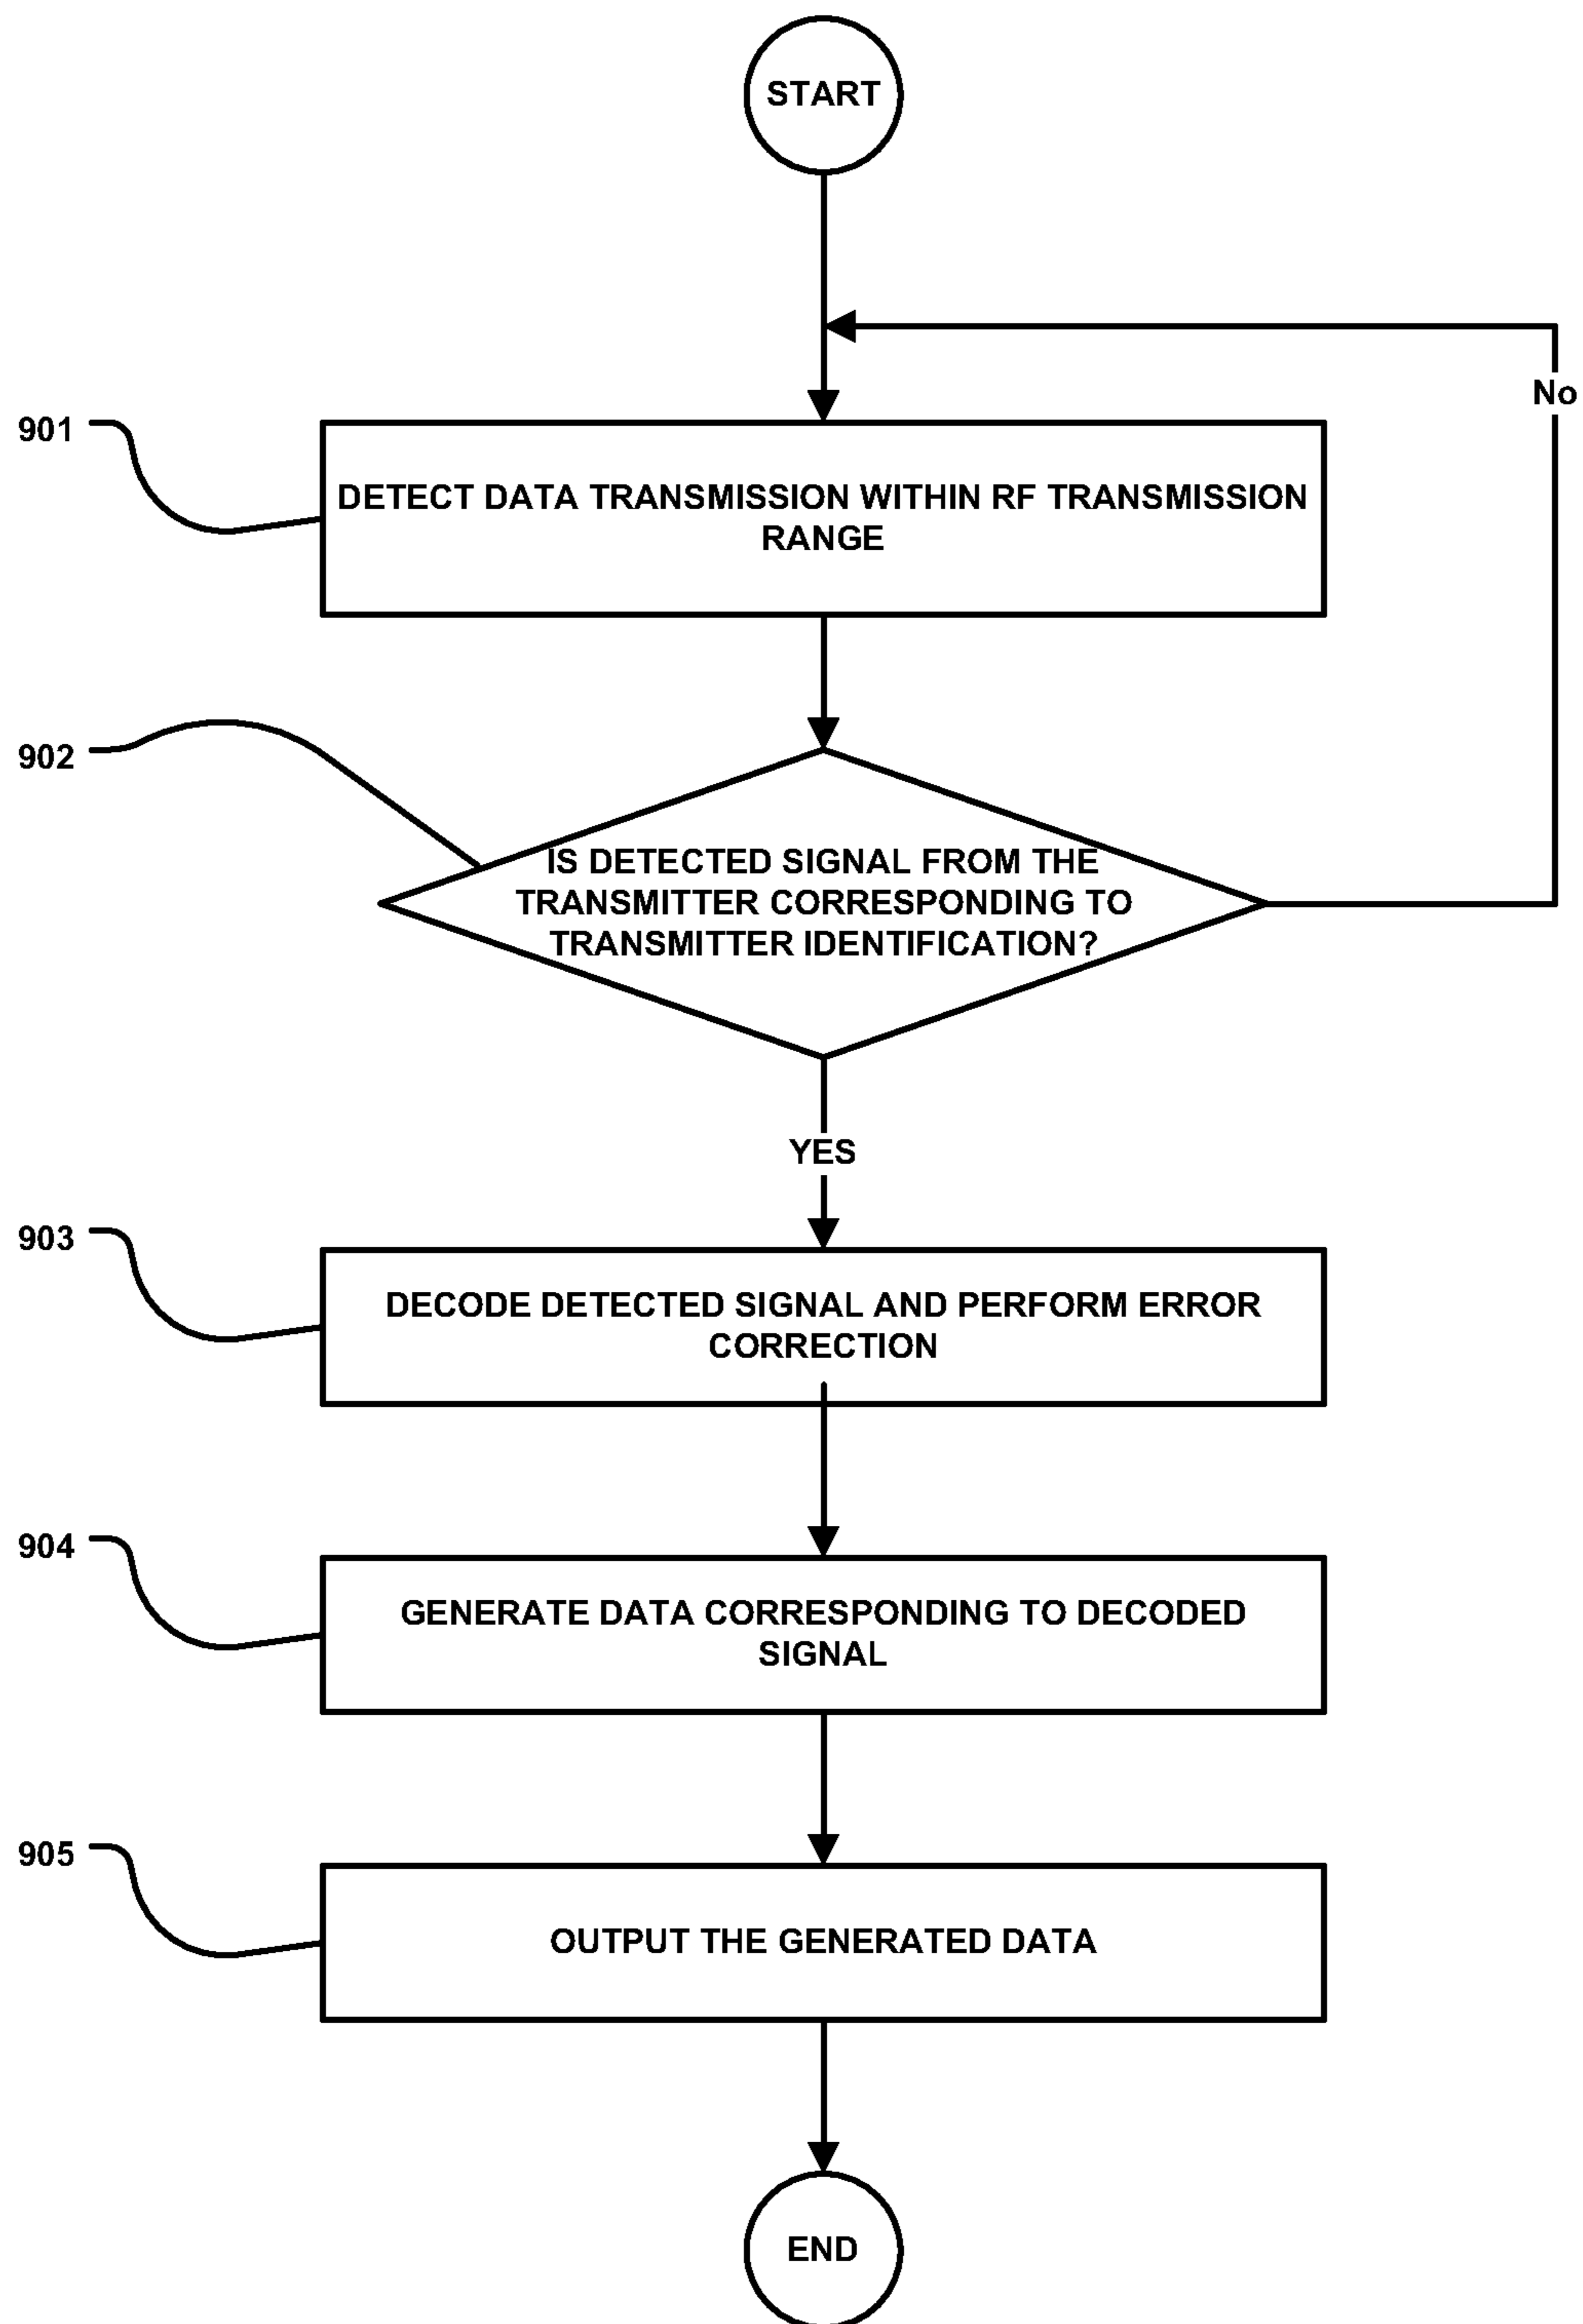 START
No
901
DETECT DATA TRANSMISSION WITHIN RF TRANSMISSION
RANGE
902
IS DETECTED SIGNAL FROM THE
TRANSMITTER CORRESPONDING TO
TRANSMITTER IDENTIFICATION?
YES
903
DECODE DETECTED SIGNAL AND PERFORM ERROR
CORRECTION
904
GENERATE DATA CORRESPONDING TO DECODED
SIGNAL
905
OUTPUT THE GENERATED DATA
END